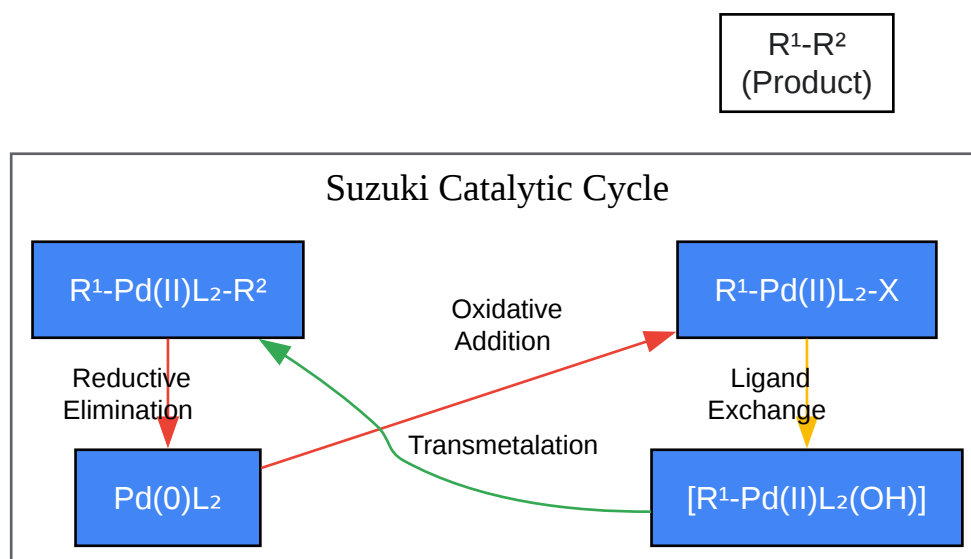 R¹-R²
(Product)
Suzuki Catalytic Cycle
R¹-Pd(II)L₂-R²
R¹-Pd(II)L₂-X
Oxidative
Addition
Reductive
Elimination
Ligand
Exchange
Transmetalation
Pd(0)L₂
[R¹-Pd(II)L₂(OH)]